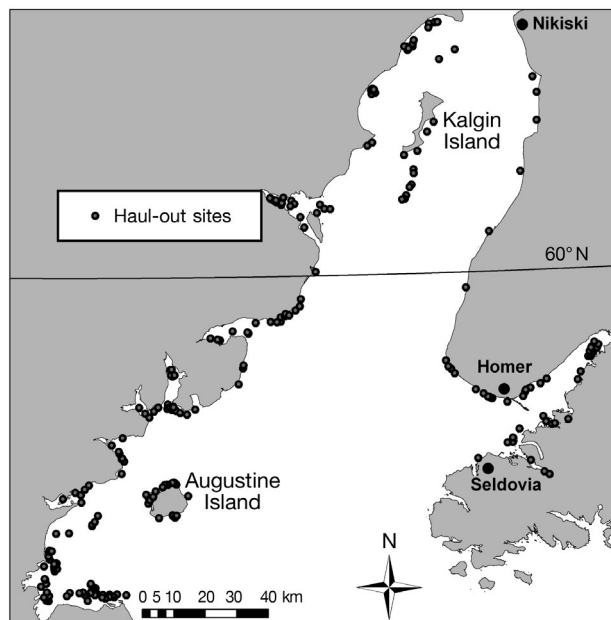 Nikiski
Kalgin
Island
Haul-out sites
60°N
Homer
Augustine
Island
Seldovia
N
0 5 10 20 30 40 km